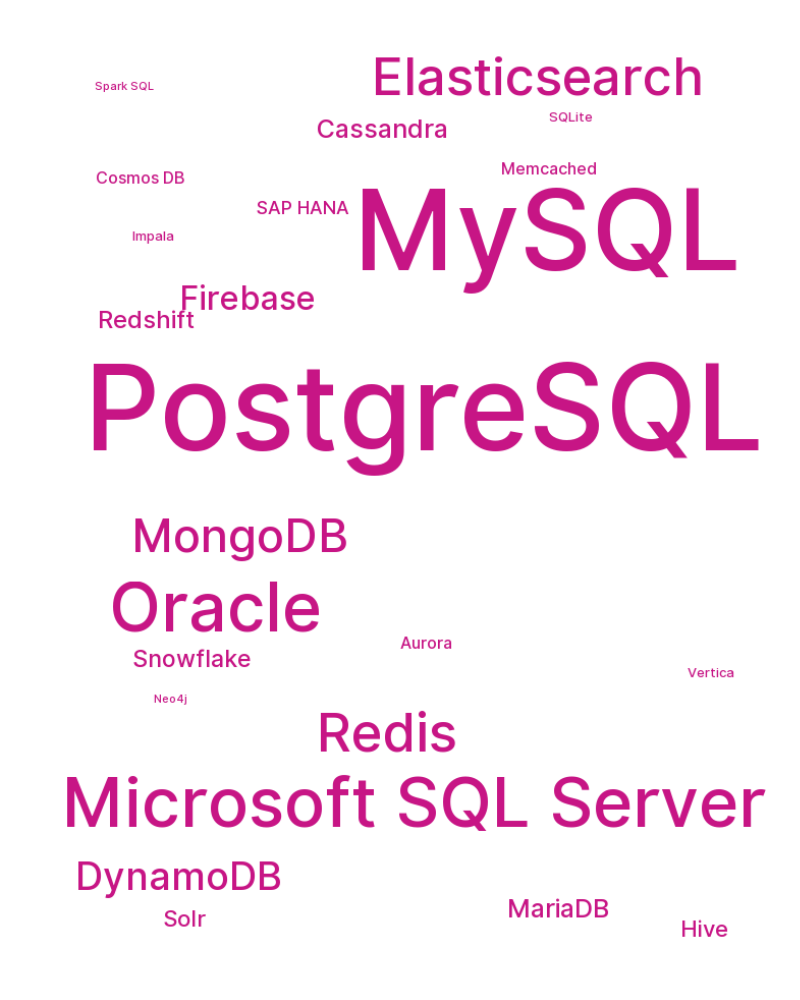 Elasticsearch
Spark SQL
SQLite
Cassandra
Memcached
Cosmos DB
SAP HANA
MySQL
Impala
Firebase
Redshift
PostgreSQL
MongoDB
Oracle
Aurora
Snowflake
Vertica
Neo4j
Redis
Microsoft SQL Server
DynamoDB
MariaDB
Solr
Hive